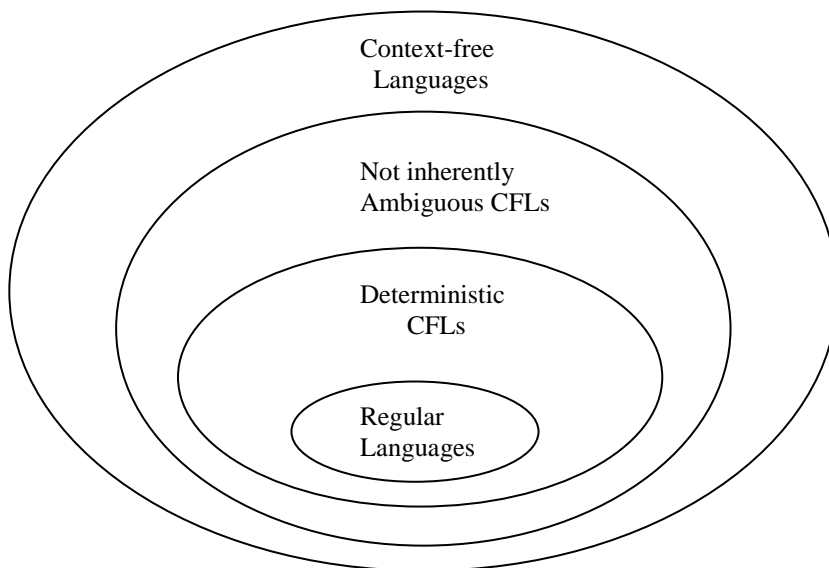 Context-free
Languages
Not inherently
Ambiguous CFLs
Deterministic
CFLs
Regular
Languages